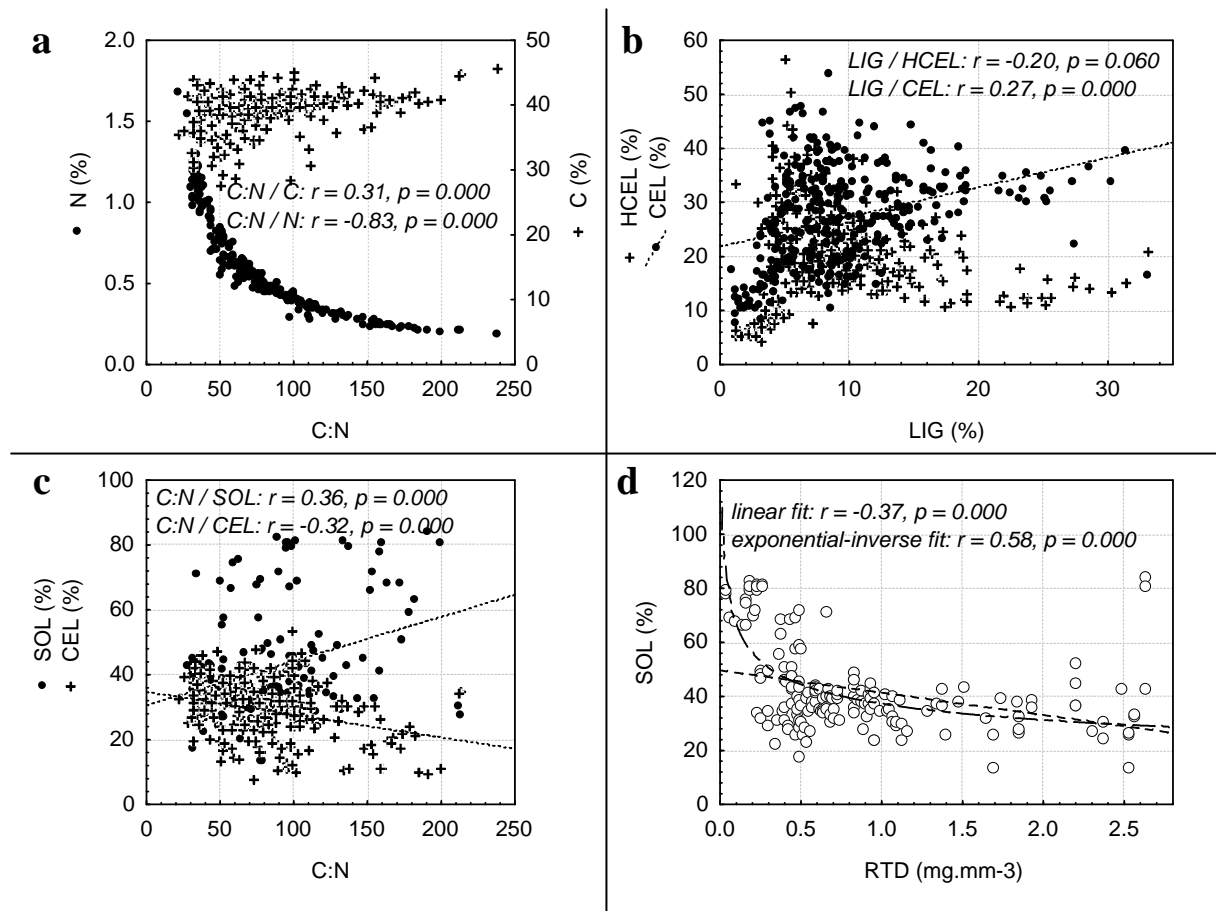 a
2.0
1.5
1.0
0.5
0.0
N (%)
50
40
30
20
10
0
C (%)
C:N / C: r = 0.31, p = 0.000
C:N / N: r = -0.83, p = 0.000
0 50 100 150 200 250
C:N
b
60
50
40
30
20
10
0
HCEL (%)
CEL (%)
LIG / HCEL: r = -0.20, p = 0.060
LIG / CEL: r = 0.27, p = 0.000
0 10 20 30
LIG (%)
c
100
80
60
40
20
0
SOL (%)
CEL (%)
C:N / SOL: r = 0.36, p = 0.000
C:N / CEL: r = -0.32, p = 0.000
0 50 100 150 200 250
C:N
d
120
100
80
60
40
20
0
SOL (%)
linear fit: r = -0.37, p = 0.000
exponential-inverse fit: r = 0.58, p = 0.000
0.0 0.5 1.0 1.5 2.0 2.5
RTD (mg.mm-3)